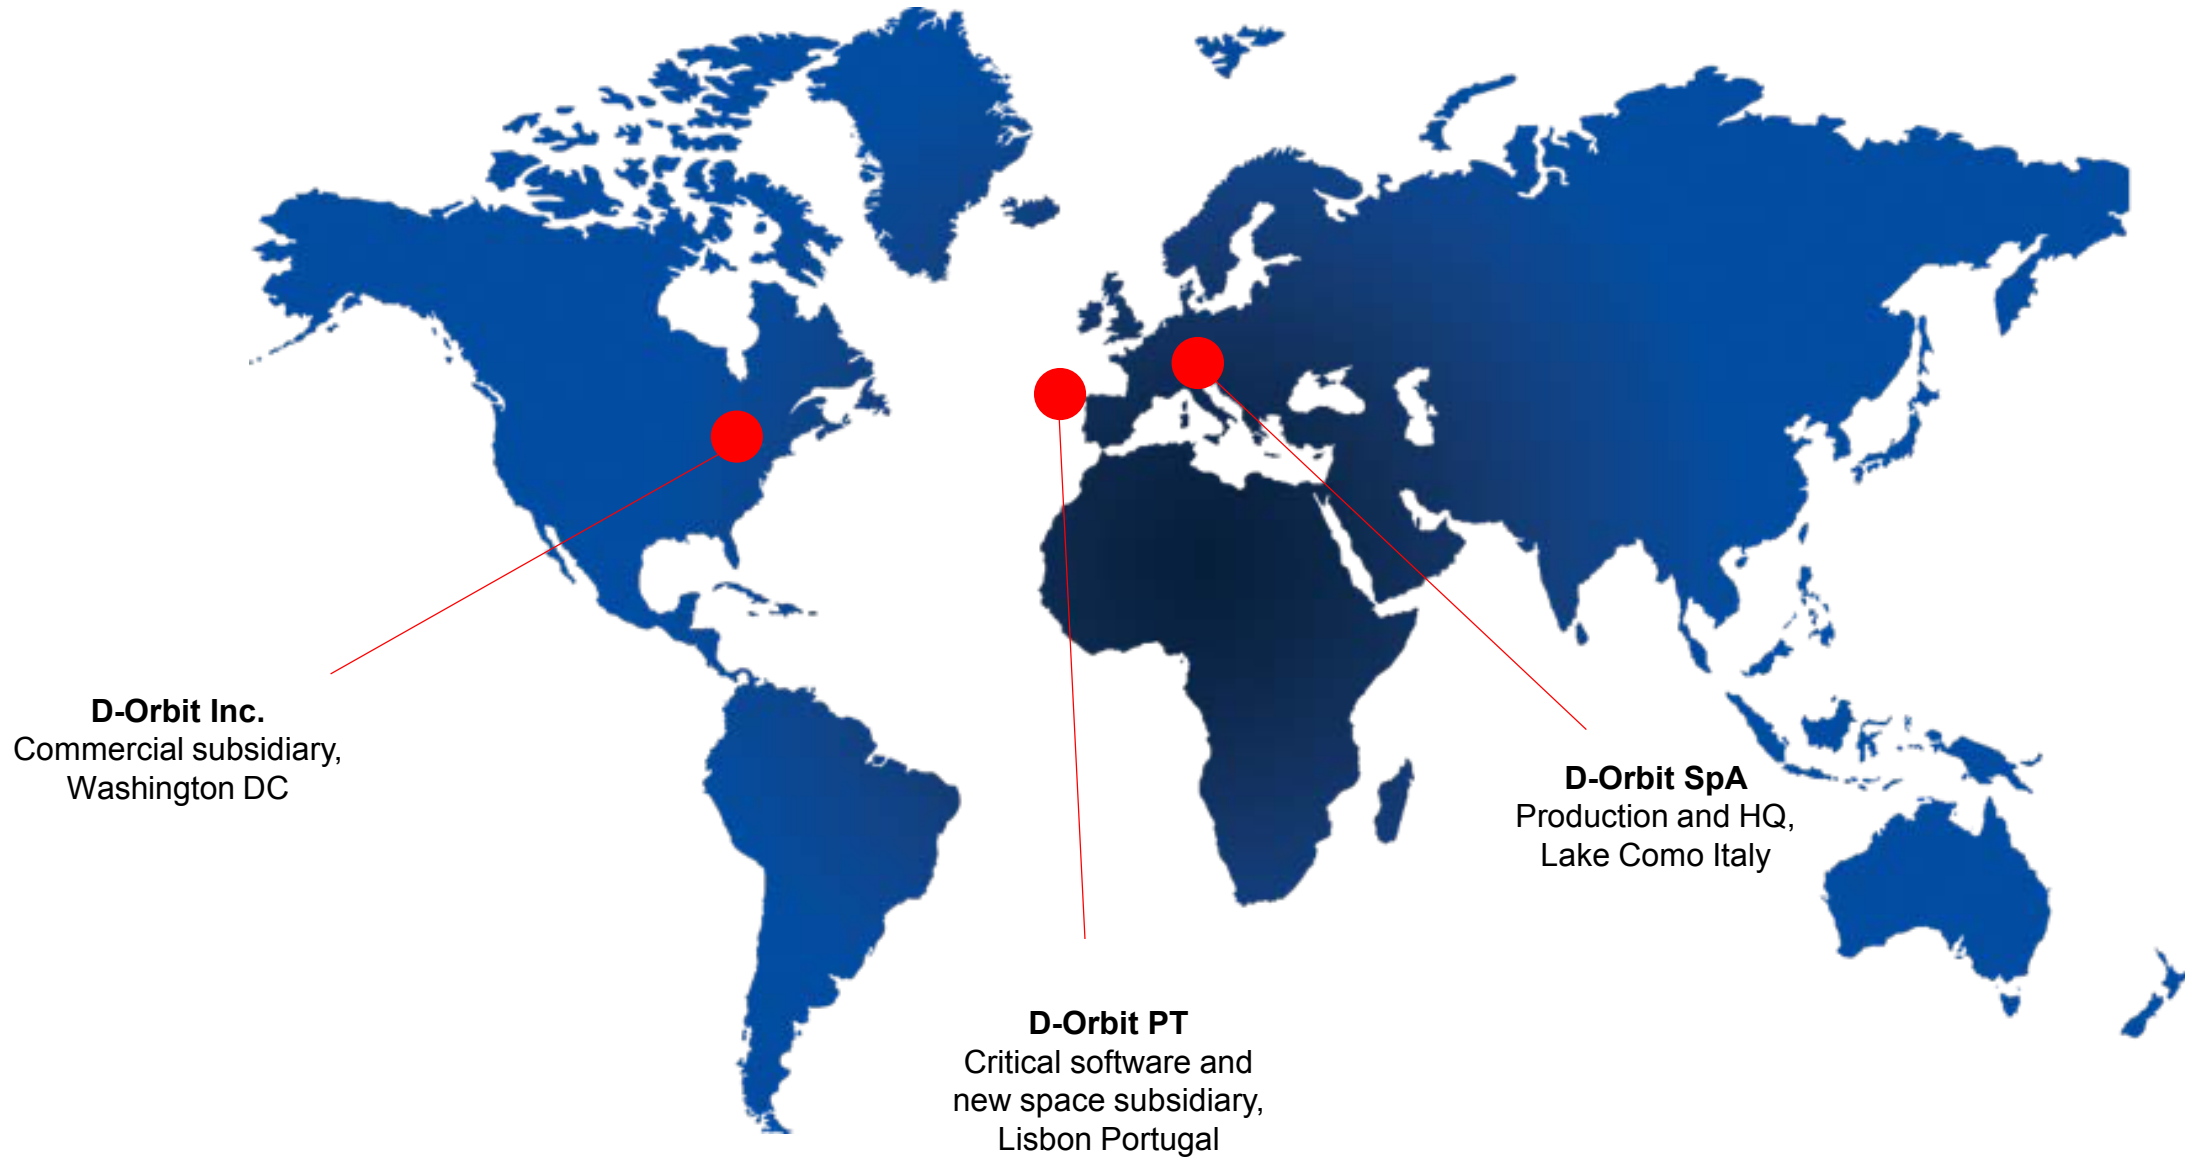 D-Orbit Inc.
Commercial subsidiary,
Washington DC
D-Orbit SpA
Production and HQ,
Lake Como Italy
D-Orbit PT
Critical software and
new space subsidiary,
Lisbon Portugal